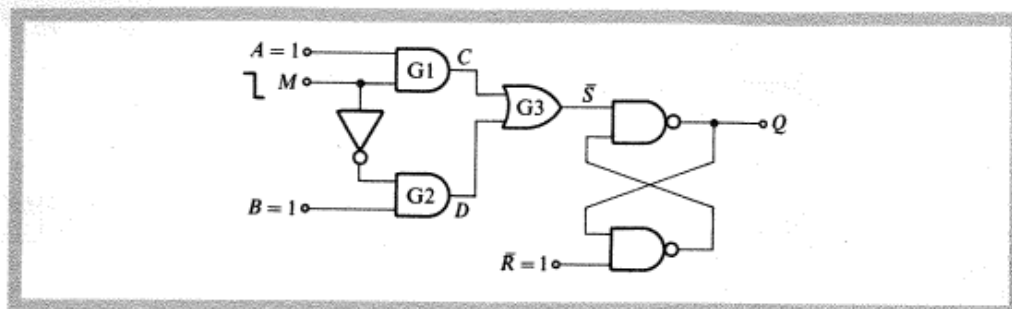 A = 1
M
G1
C
G3
S̄
Q
G2
D
B = 1
R̄ = 1